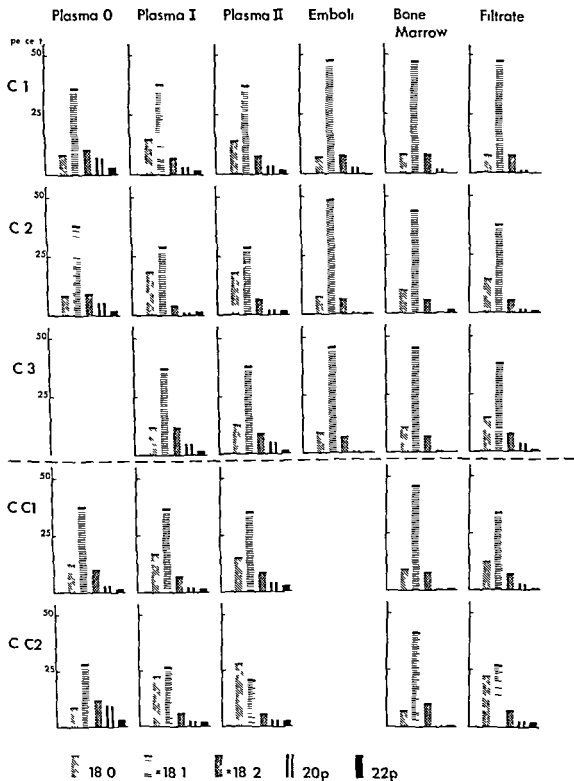 Plasma 0 Plasma I Plasma II Emboli Bone Marrow Filtrate
pe ce t
50
C 1
25
50
C 2
25
50
C 3
25
50
C C1
25
50
C C2
25
18 0 *18 1 *18 2 20p 22p